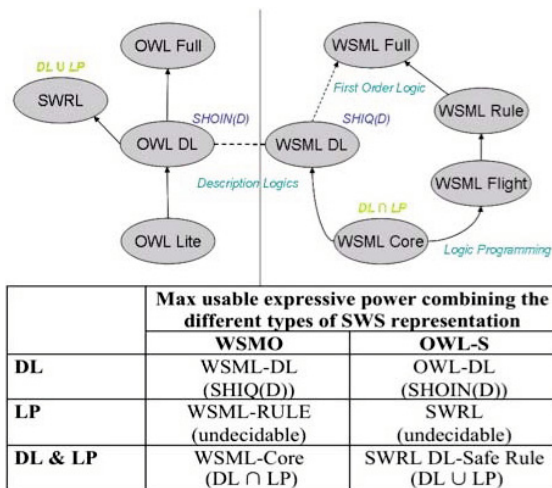 OWL Full
WSML Full
DL ∪ LP
First Order Logic
SWRL
SHOIN(D)
SHIQ(D)
WSML Rule
OWL DL
WSML DL
Description Logics
WSML Flight
DL ∩ LP
OWL Lite
WSML Core
Logic Programming
Max usable expressive power combining the
different types of SWS representation
WSMO OWL-S
DL WSML-DL OWL-DL
(SHIQ(D)) (SHOIN(D))
LP WSML-RULE SWRL
(undecidable) (undecidable)
DL & LP WSML-Core SWRL DL-Safe Rule
(DL ∩ LP) (DL ∪ LP)